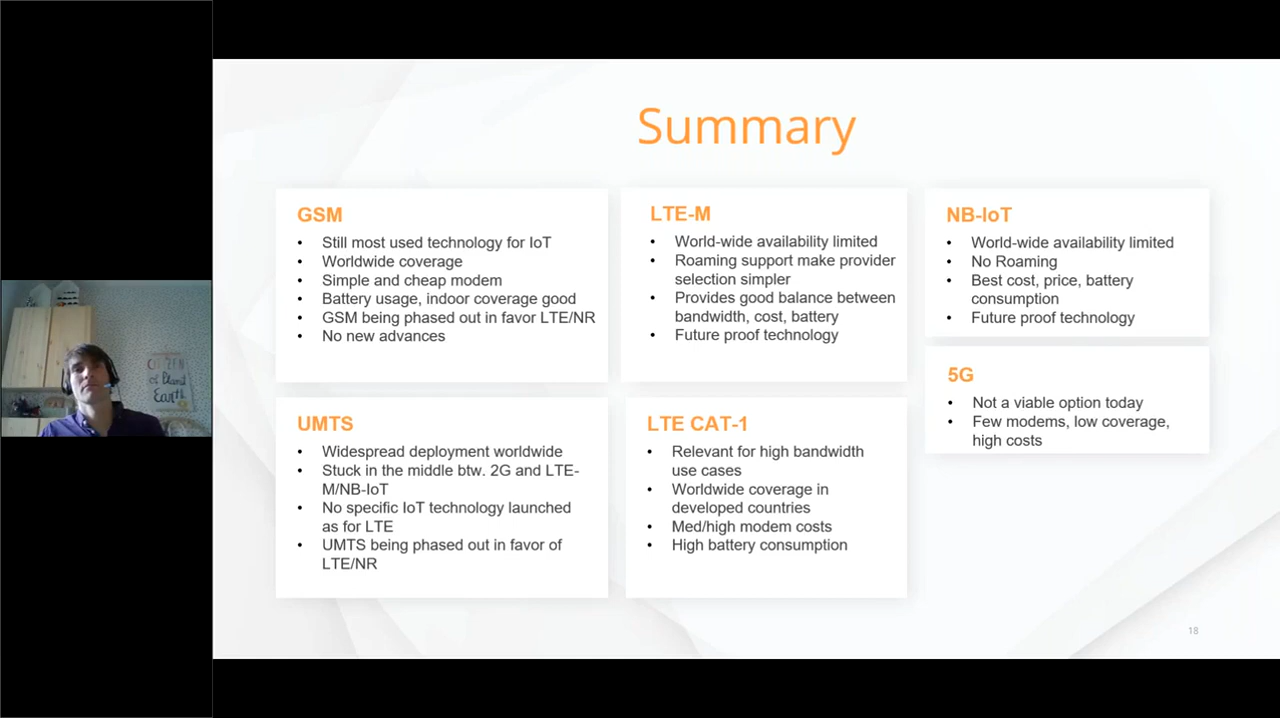 Summary
GSM
• Still most used technology for IoT
• Worldwide coverage
• Simple and cheap modem
• Battery usage, indoor coverage good
• GSM being phased out in favor LTE/NR
• No new advances
LTE-M
• World-wide availability limited
• Roaming support make provider
selection simpler
• Provides good balance between
bandwidth, cost, battery
• Future proof technology
NB-IoT
• World-wide availability limited
• No Roaming
• Best cost, price, battery
consumption
• Future proof technology
5G
• Not a viable option today
• Few modems, low coverage,
high costs
UMTS
• Widespread deployment worldwide
• Stuck in the middle btw. 2G and LTE-
M/NB-IoT
• No specific IoT technology launched
as for LTE
• UMTS being phased out in favor of
LTE/NR
LTE CAT-1
• Relevant for high bandwidth
use cases
• Worldwide coverage in
developed countries
• Med/high modem costs
• High battery consumption
18
CITIZEN
of Planet
Earth